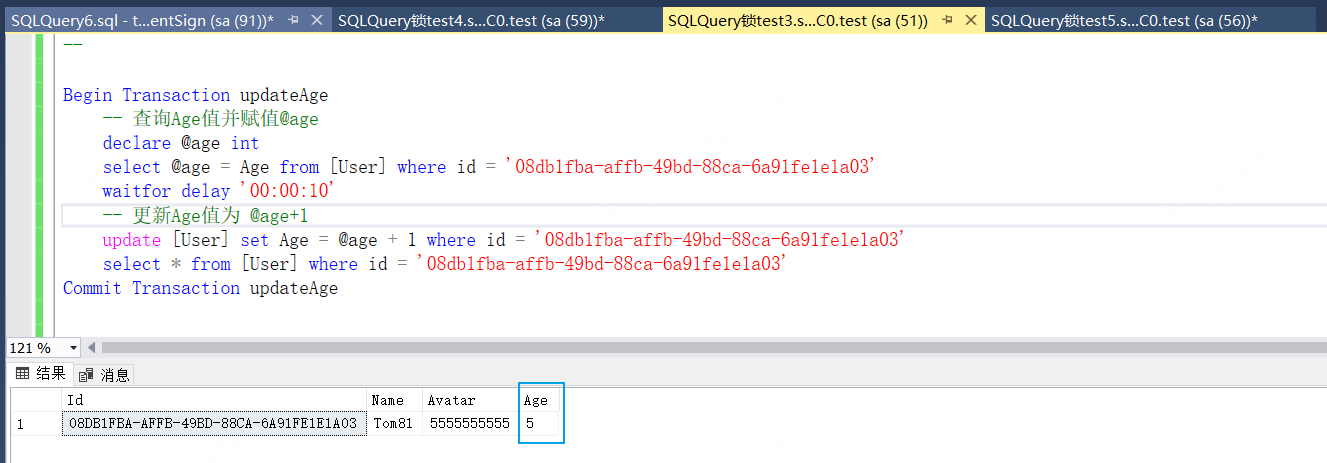 SQLQuery6.sql - t...entSign (sa (91))* SQLQuery锁test4.s...C0.test (sa (59))* SQLQuery锁test3.s...C0.test (sa (51)) SQLQuery锁test5.s...C0.test (sa (56))*
--
Begin Transaction updateAge
-- 查询Age值并赋值@age
declare @age int
select @age = Age from [User] where id = '08db1fba-affb-49bd-88ca-6a91fe1e1a03'
waitfor delay '00:00:10'
-- 更新Age值为 @age+1
update [User] set Age = @age + 1 where id = '08db1fba-affb-49bd-88ca-6a91fe1e1a03'
select * from [User] where id = '08db1fba-affb-49bd-88ca-6a91fe1e1a03'
Commit Transaction updateAge
121 %
结果 消息
Id Name Avatar Age
1 08DB1FBA-AFFB-49BD-88CA-6A91FE1E1A03 Tom81 5555555555 5